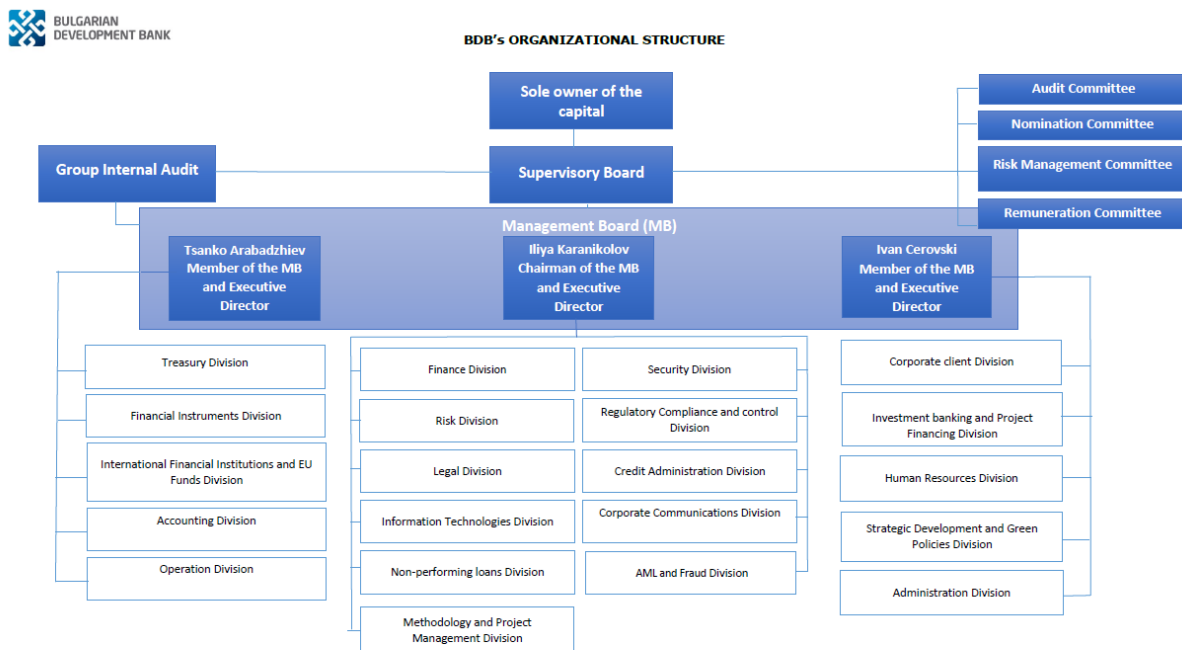 BULGARIAN
DEVELOPMENT BANK
BDB's ORGANIZATIONAL STRUCTURE
Sole owner of the
capital
Audit Committee
Nomination Committee
Group Internal Audit
Supervisory Board
Risk Management Committee
Remuneration Committee
Management Board (MB)
Tsanko Arabadzhiev
Member of the MB
and Executive
Director
Iliya Karanikolov
Chairman of the MB
and Executive
Director
Ivan Cerovski
Member of the MB
and Executive
Director
Treasury Division
Financial Instruments Division
International Financial Institutions and EU
Funds Division
Accounting Division
Operation Division
Finance Division
Risk Division
Legal Division
Information Technologies Division
Non-performing loans Division
Methodology and Project
Management Division
Security Division
Regulatory Compliance and control
Division
Credit Administration Division
Corporate Communications Division
AML and Fraud Division
Corporate client Division
Investment banking and Project
Financing Division
Human Resources Division
Strategic Development and Green
Policies Division
Administration Division